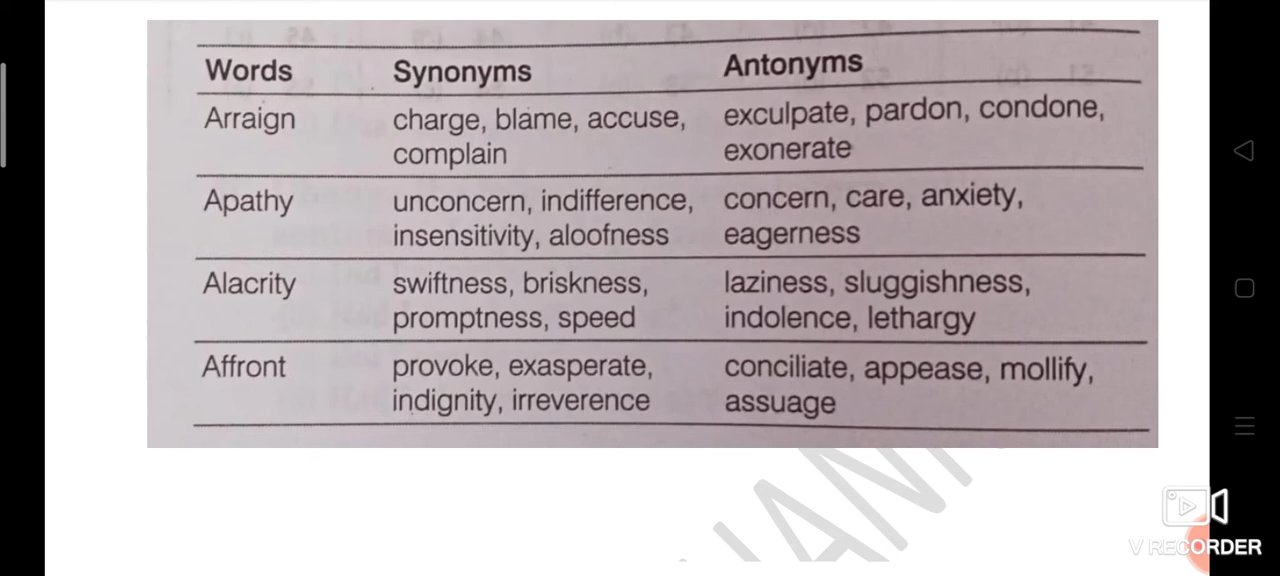 Words Synonyms Antonyms
Arraign charge, blame, accuse, exculpate, pardon, condone,
complain exonerate
Apathy unconcern, indifference, concern, care, anxiety,
insensitivity, aloofness eagerness
Alacrity swiftness, briskness, laziness, sluggishness,
promptness, speed indolence, lethargy
Affront provoke, exasperate, conciliate, appease, mollify,
indignity, irreverence assuage
V RECORDER